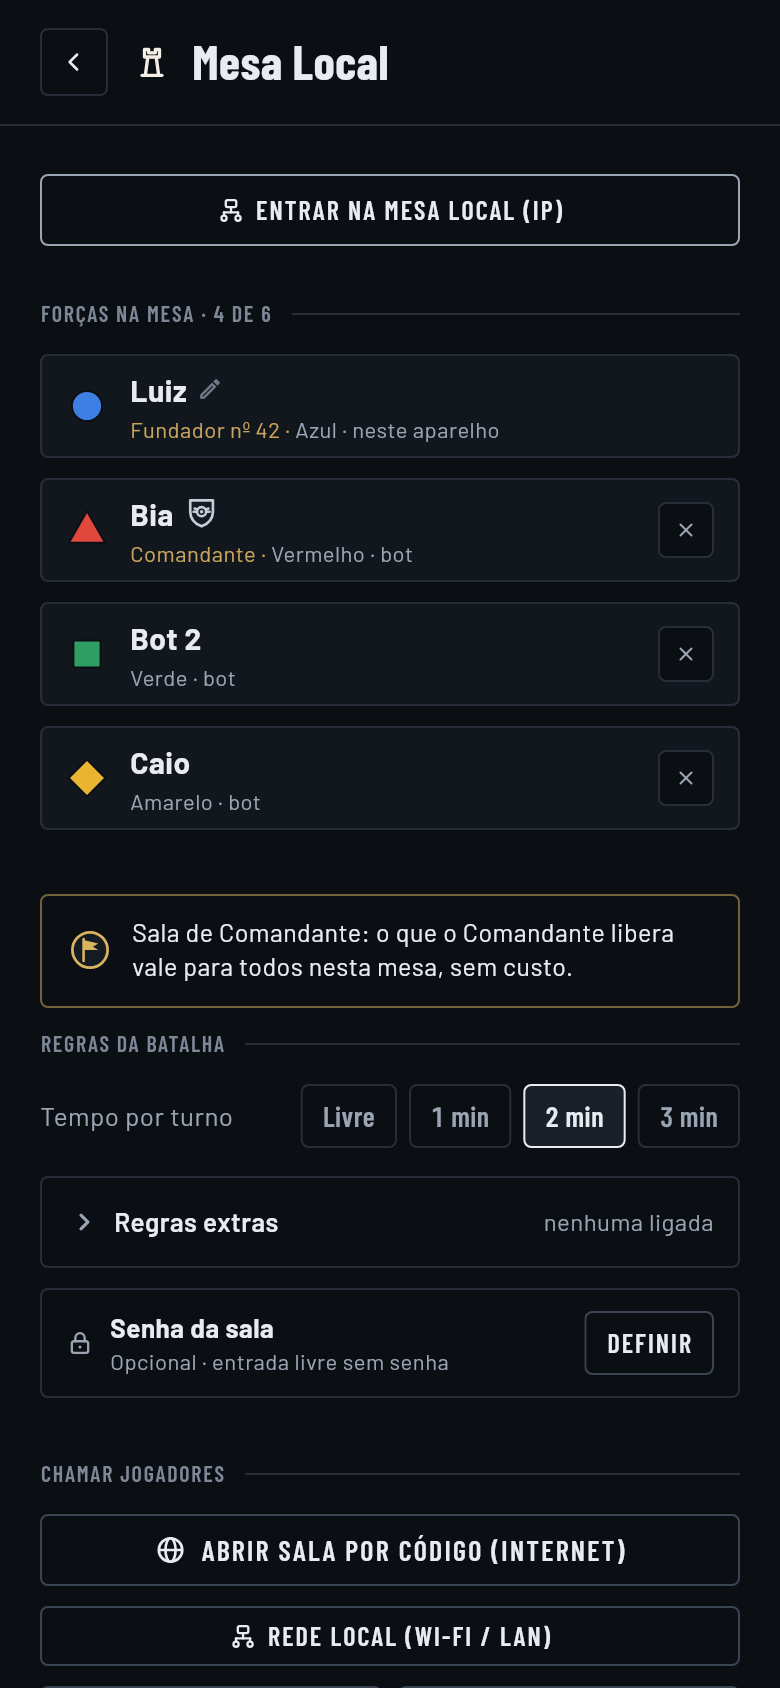 Mesa Local
ENTRAR NA MESA LOCAL (IP)
FORÇAS NA MESA · 4 DE 6
Luiz
Fundador nº 42 · Azul · neste aparelho
Bia
Comandante · Vermelho · bot
Bot 2
Verde · bot
Caio
Amarelo · bot
Sala de Comandante: o que o Comandante libera
vale para todos nesta mesa, sem custo.
REGRAS DA BATALHA
Tempo por turno Livre 1 min 2 min 3 min
Regras extras nenhuma ligada
Senha da sala
Opcional · entrada livre sem senha
DEFINIR
CHAMAR JOGADORES
ABRIR SALA POR CÓDIGO (INTERNET)
REDE LOCAL (WI-FI / LAN)